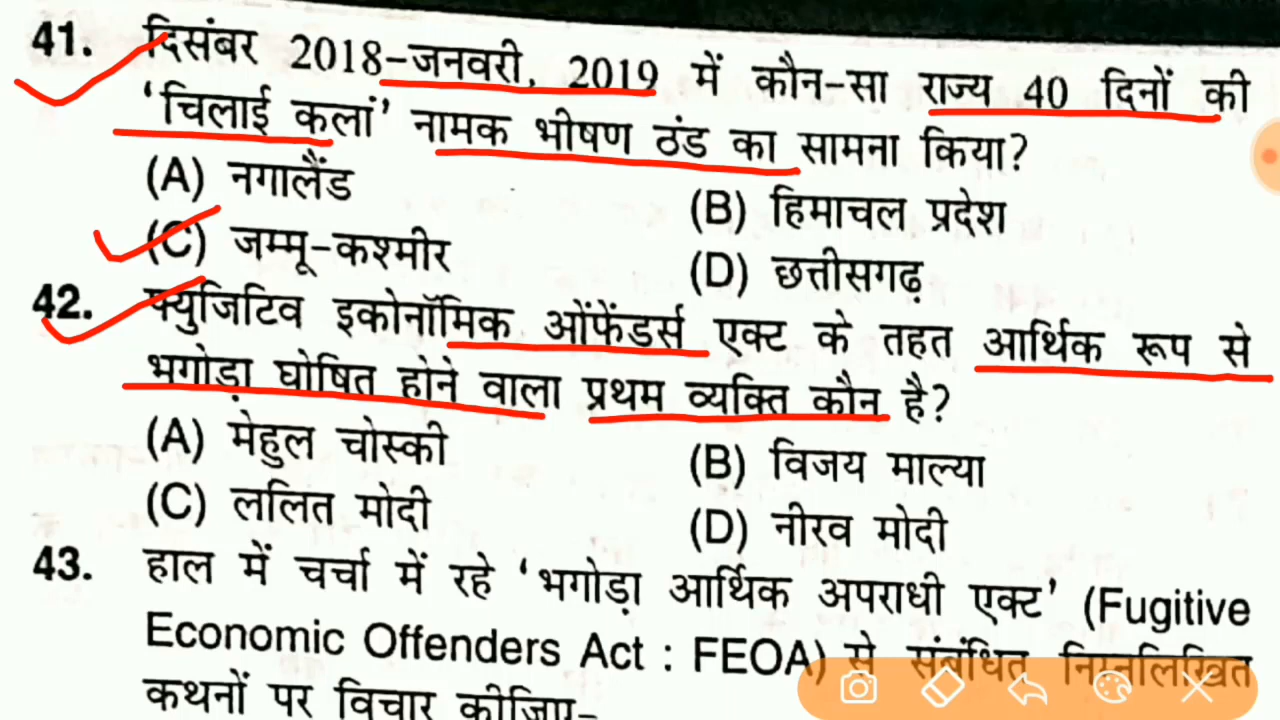 41. दिसंबर 2018-जनवरी, 2019 में कौन-सा राज्य 40 दिनों की
'चिलाई कलां' नामक भीषण ठंड का सामना किया?
(A) नगालैंड
(B) हिमाचल प्रदेश
(C) जम्मू-कश्मीर
(D) छत्तीसगढ़
42. फ्युजिटिव इकोनॉमिक ओंफेंडर्स एक्ट के तहत आर्थिक रूप से
भगोड़ा घोषित होने वाला प्रथम व्यक्ति कौन है?
(A) मेहुल चोस्की
(B) विजय माल्या
(C) ललित मोदी
(D) नीरव मोदी
43. हाल में चर्चा में रहे 'भगोड़ा आर्थिक अपराधी एक्ट' (Fugitive
Economic Offenders Act : FEOA) से संबंधित निम्नलिखित
कथनों पर विचार कीजिए-